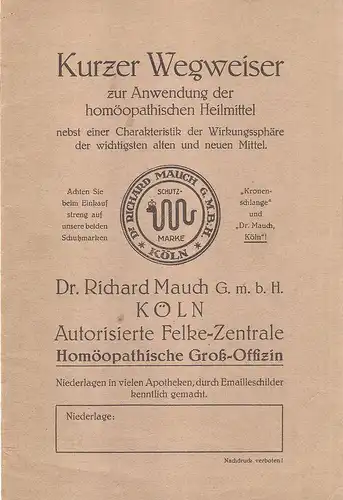 Kurzer Wegweiser
zur Anwendung der
homöopathischen Heilmittel
nebst einer Charakteristik der Wirkungssphäre
der wichtigsten alten und neuen Mittel.
Achten Sie
beim Einkauf
streng auf
unsere beiden
Schutzmarken
DR RICHARD MAUCH G.M.B.H.
SCHUTZ-
MARKE
KÖLN
„Kronen-
schlange“
und
„Dr. Mauch,
Köln“!
Dr. Richard Mauch G. m. b. H.
KÖLN
Autorisierte Felke-Zentrale
Homöopathische Groß-Offizin
Niederlagen in vielen Apotheken, durch Emailleschilder
kenntlich gemacht.
Niederlage:
Nachdruck verboten!